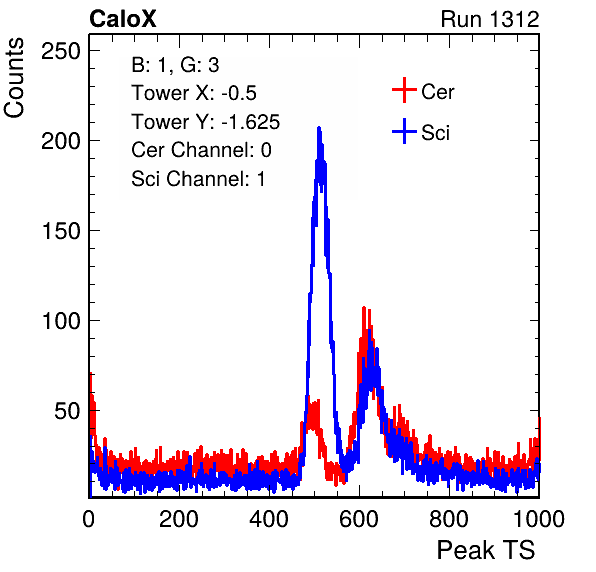 CaloX Run 1312
Counts
250
200
150
100
50
B: 1, G: 3
Tower X: -0.5
Tower Y: -1.625
Cer Channel: 0
Sci Channel: 1
Cer
Sci
0 200 400 600 800 1000
Peak TS